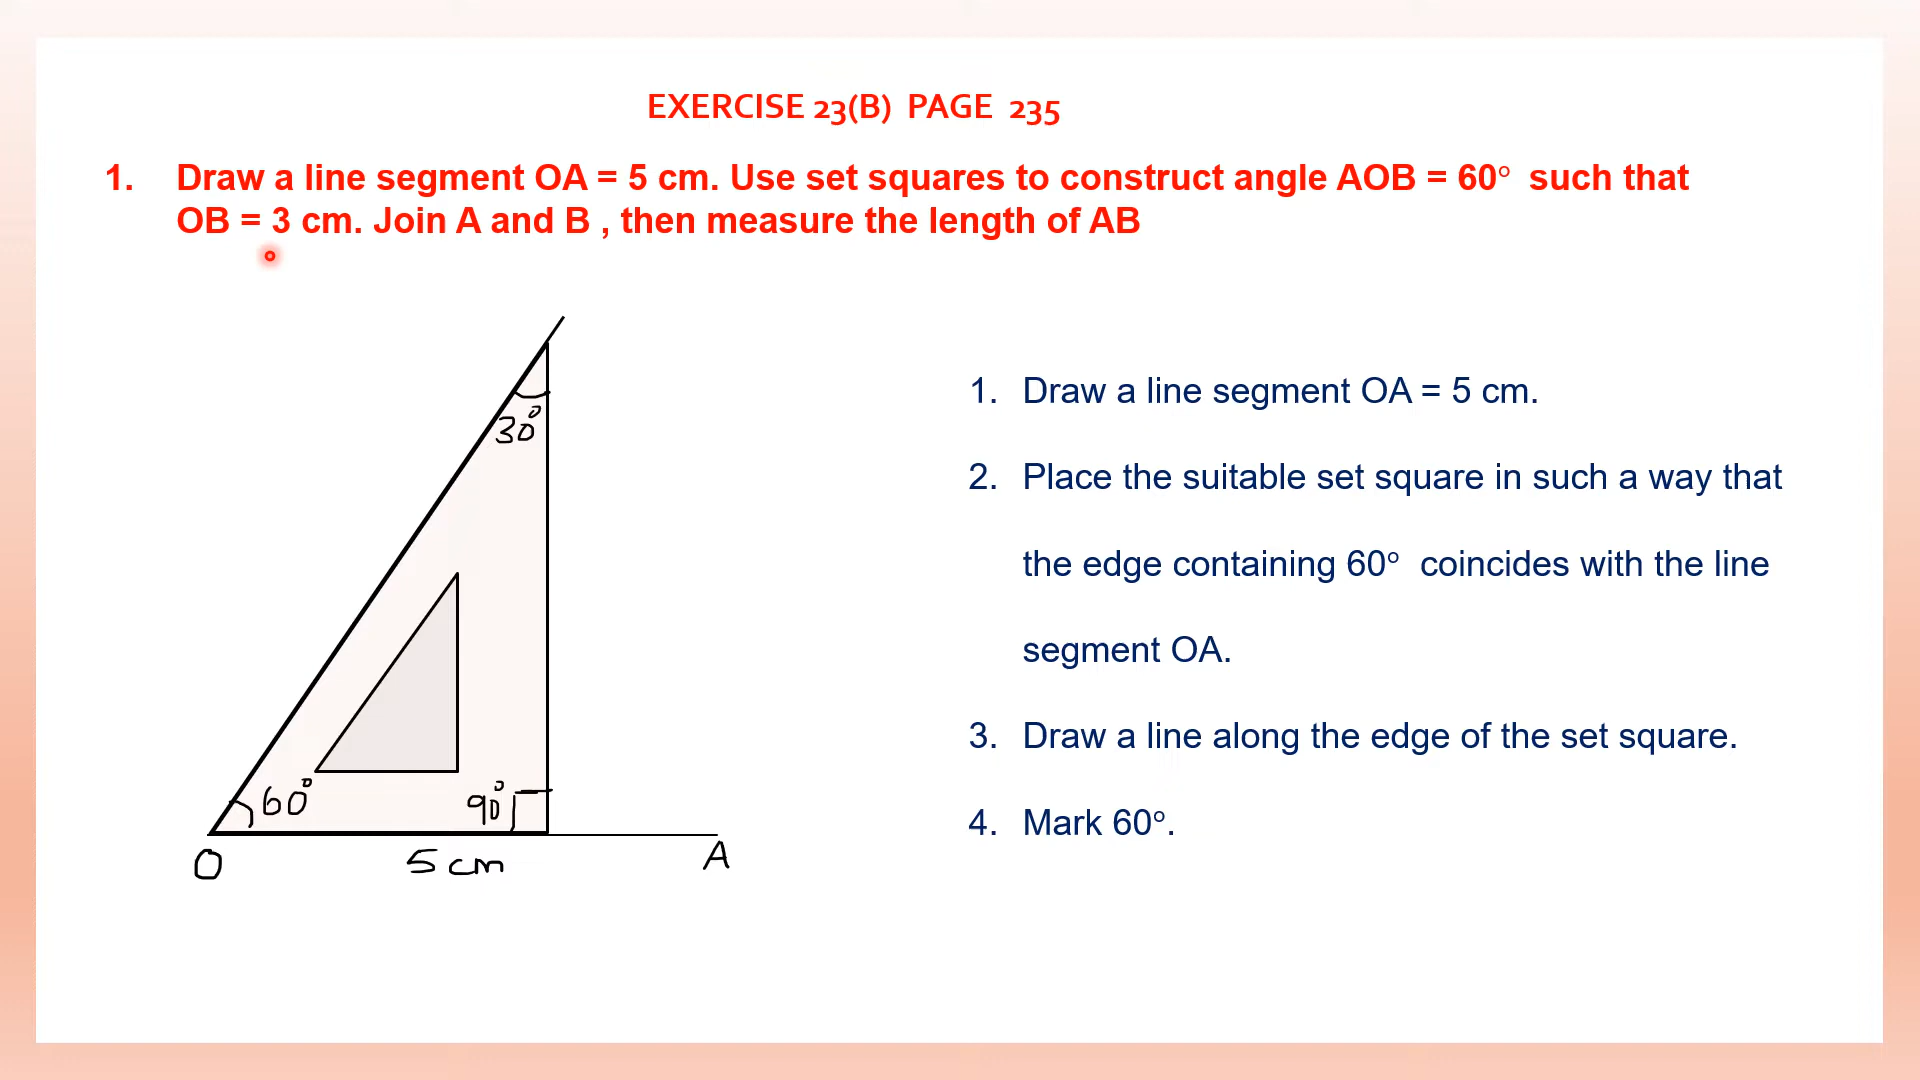 EXERCISE 23(B) PAGE 235
1. Draw a line segment OA = 5 cm. Use set squares to construct angle AOB = 60° such that
OB = 3 cm. Join A and B , then measure the length of AB
30°
1. Draw a line segment OA = 5 cm.
2. Place the suitable set square in such a way that
the edge containing 60° coincides with the line
segment OA.
3. Draw a line along the edge of the set square.
4. Mark 60°.
60° 90°
O 5 cm A